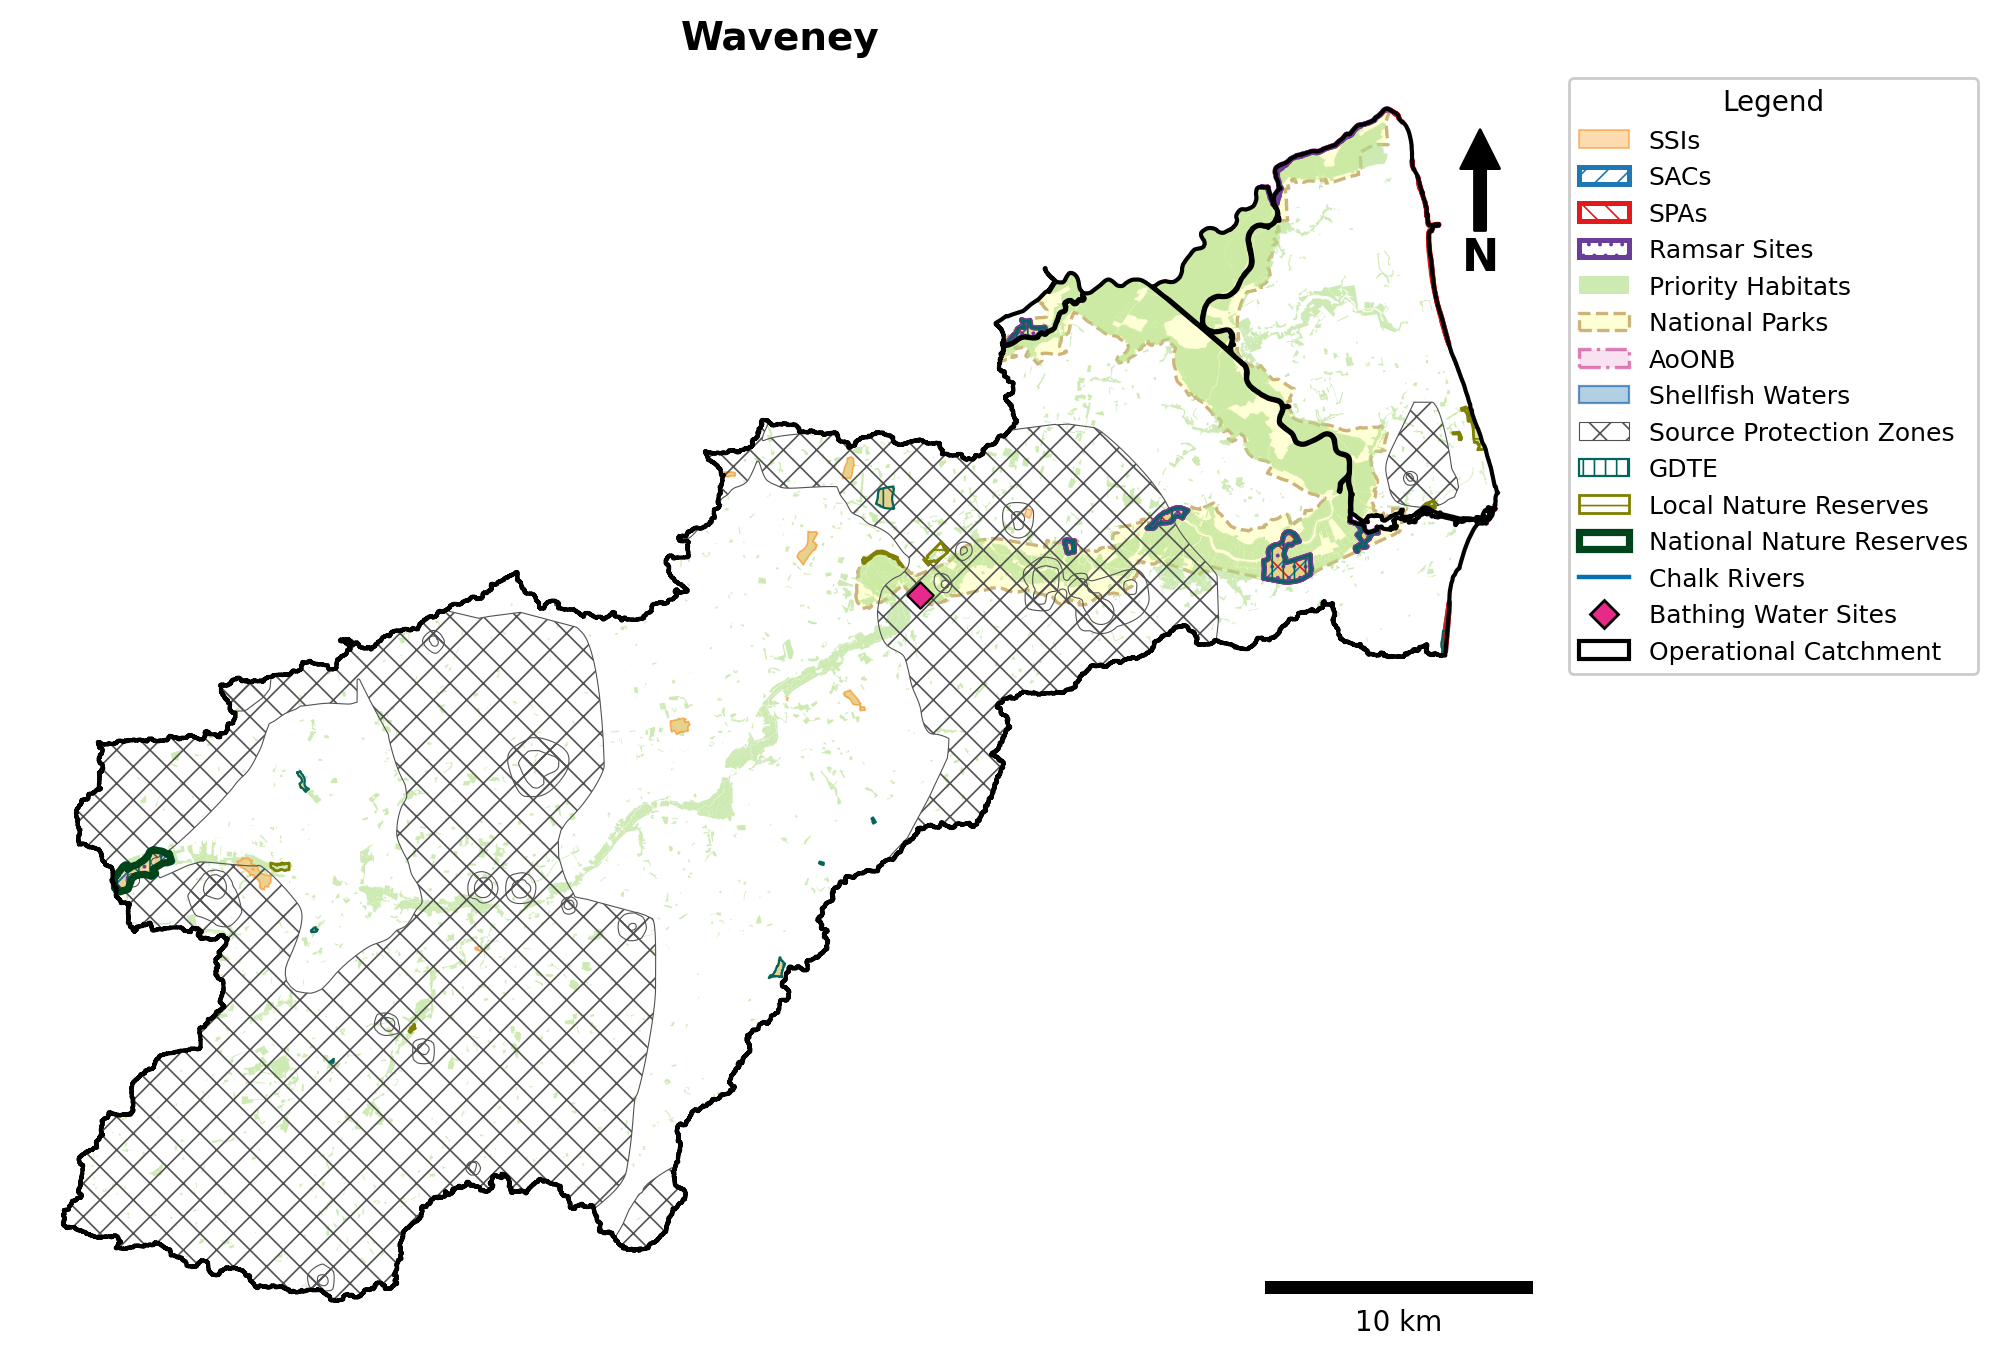 Waveney
N
Legend
SSIs
SACs
SPAs
Ramsar Sites
Priority Habitats
National Parks
AoONB
Shellfish Waters
Source Protection Zones
GDTE
Local Nature Reserves
National Nature Reserves
Chalk Rivers
Bathing Water Sites
Operational Catchment
10 km